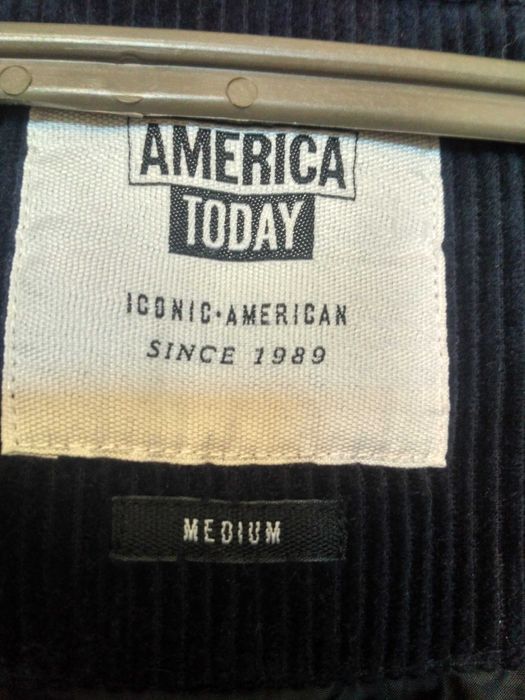 AMERICA
TODAY
ICONIC·AMERICAN
SINCE 1989
MEDIUM